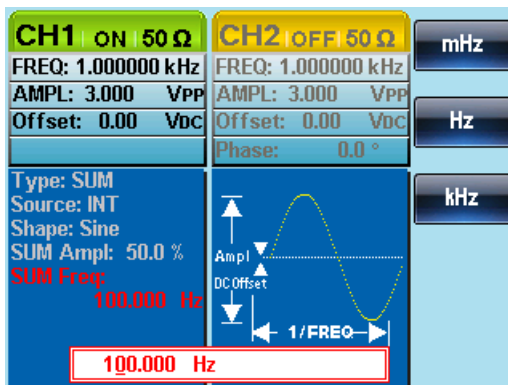 CH1 ON 50 Ω
FREQ: 1.000000 kHz
AMPL: 3.000 VPP
Offset: 0.00 VDC
CH2 OFF 50 Ω
FREQ: 1.000000 kHz
AMPL: 3.000 VPP
Offset: 0.00 VDC
Phase: 0.0 °
mHz
Hz
kHz
Type: SUM
Source: INT
Shape: Sine
SUM Ampl: 50.0 %
SUM Freq:
100.000 Hz
Ampl
DC Offset
1/FREQ
100.000 Hz